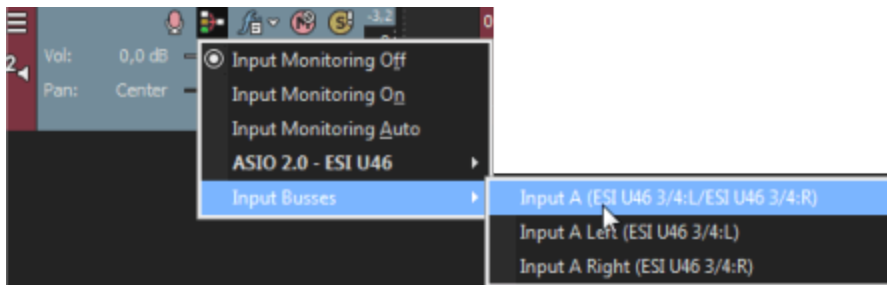 -3,2
0
2
Vol: 0,0 dB
Pan: Center
Input Monitoring Off
Input Monitoring On
Input Monitoring Auto
ASIO 2.0 - ESI U46
Input Busses
Input A (ESI U46 3/4:L/ESI U46 3/4:R)
Input A Left (ESI U46 3/4:L)
Input A Right (ESI U46 3/4:R)